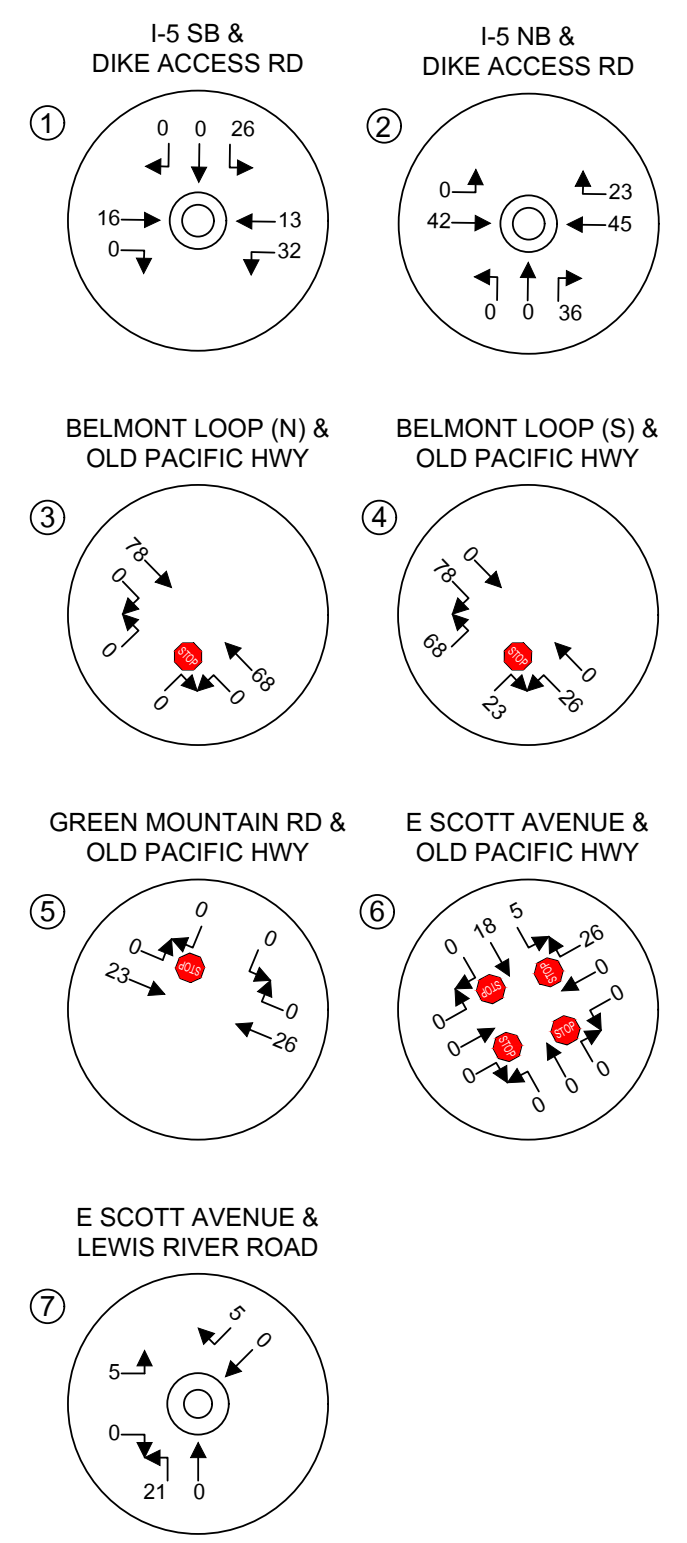 I-5 SB &
DIKE ACCESS RD
1
0 0 26
16
0
13
32
I-5 NB &
DIKE ACCESS RD
2
0
42
23
45
0 0 36
BELMONT LOOP (N) &
OLD PACIFIC HWY
3
78
0
0
STOP
68
0
0
BELMONT LOOP (S) &
OLD PACIFIC HWY
4
0
78
68
STOP
0
23
26
GREEN MOUNTAIN RD &
OLD PACIFIC HWY
5
0
0
0
23
STOP
0
26
E SCOTT AVENUE &
OLD PACIFIC HWY
6
0
18
5
26
STOP
STOP
0
0
0
0
STOP
STOP
0
0
0
0
E SCOTT AVENUE &
LEWIS RIVER ROAD
7
5
0
5
0
21 0